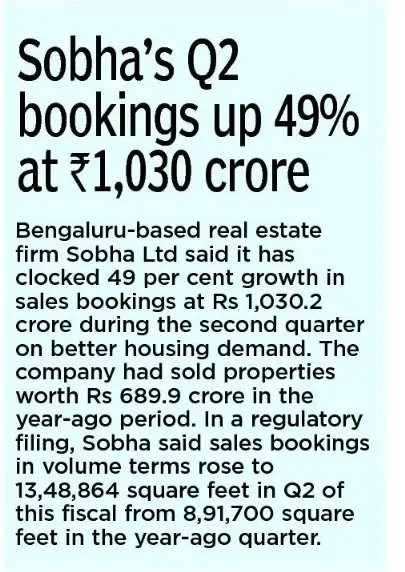 Sobha's Q2
bookings up 49%
at ₹1,030 crore
Bengaluru-based real estate
firm Sobha Ltd said it has
clocked 49 per cent growth in
sales bookings at Rs 1,030.2
crore during the second quarter
on better housing demand. The
company had sold properties
worth Rs 689.9 crore in the
year-ago period. In a regulatory
filing, Sobha said sales bookings
in volume terms rose to
13,48,864 square feet in Q2 of
this fiscal from 8,91,700 square
feet in the year-ago quarter.